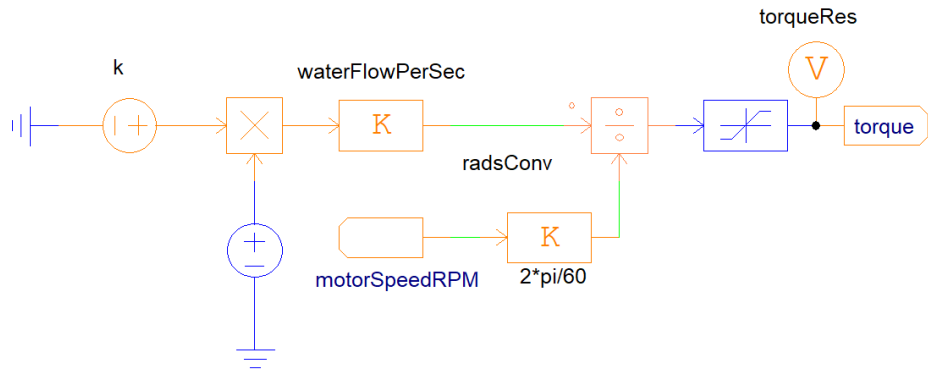 torqueRes
k
waterFlowPerSec
V
K
torque
radsConv
K
motorSpeedRPM
2*pi/60